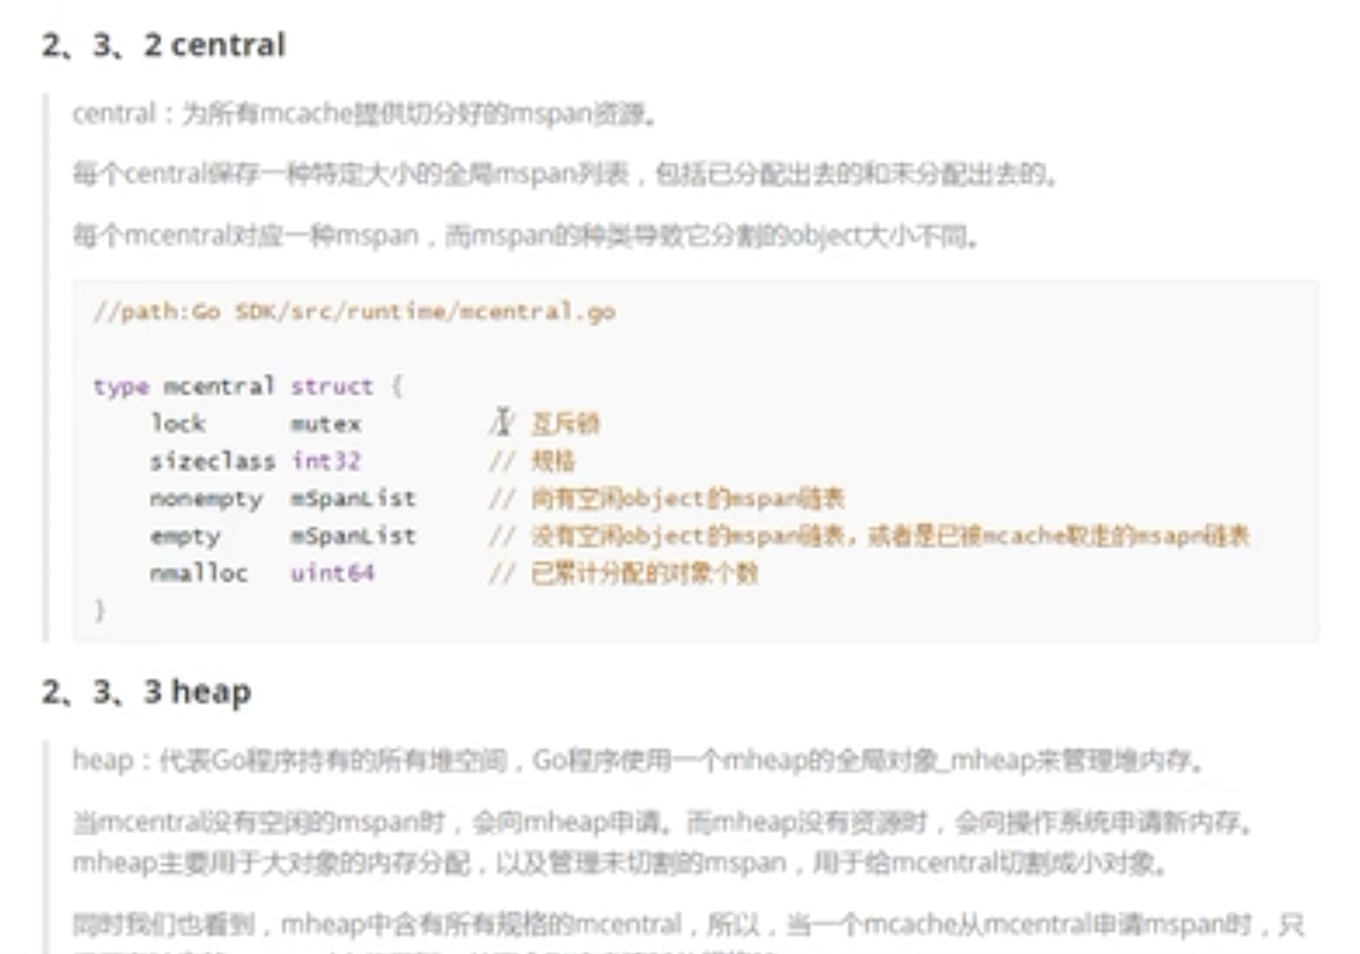 2、3、2 central
central：为所有mcache提供切分好的mspan资源。
每个central保存一种特定大小的全局mspan列表，包括已分配出去的和未分配出去的。
每个mcentral对应一种mspan，而mspan的种类导致它分割的object大小不同。
//path:Go SDK/src/runtime/mcentral.go
type mcentral struct {
    lock      mutex         // 互斥锁
    sizeclass int32         // 规格
    nonempty  mSpanList     // 尚有空闲object的mspan链表
    empty     mSpanList     // 没有空闲object的mspan链表，或者是已被mcache取走的msapn链表
    nmalloc   uint64        // 已累计分配的对象个数
}
2、3、3 heap
heap：代表Go程序持有的所有堆空间，Go程序使用一个mheap的全局对象_mheap来管理堆内存。
当mcentral没有空闲的mspan时，会向mheap申请。而mheap没有资源时，会向操作系统申请新内存。
mheap主要用于大对象的内存分配，以及管理未切割的mspan，用于给mcentral切割成小对象。
同时我们也看到，mheap中含有所有规格的mcentral，所以，当一个mcache从mcentral申请mspan时，只